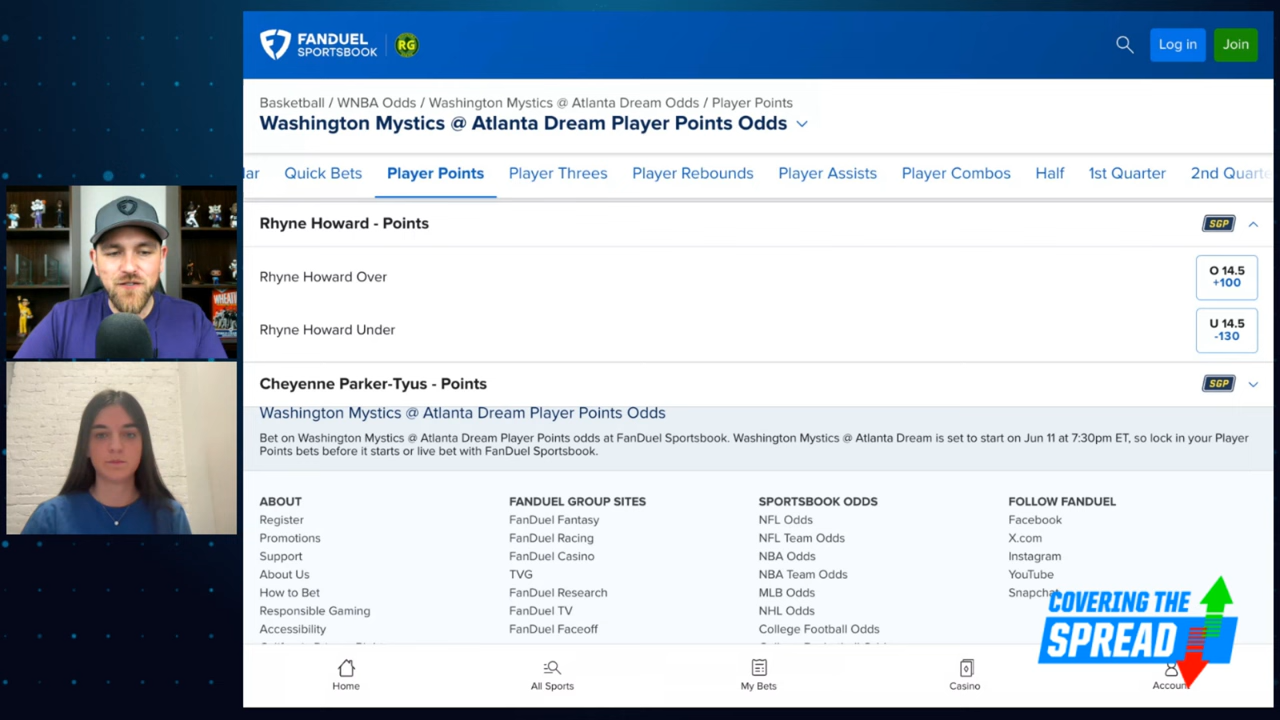 FANDUEL
SPORTSBOOK
RG
Log in
Join
Basketball / WNBA Odds / Washington Mystics @ Atlanta Dream Odds / Player Points
Washington Mystics @ Atlanta Dream Player Points Odds
lar Quick Bets Player Points Player Threes Player Rebounds Player Assists Player Combos Half 1st Quarter 2nd Quarte
Rhyne Howard - Points
SGP
Rhyne Howard Over
O 14.5
+100
Rhyne Howard Under
U 14.5
-130
Cheyenne Parker-Tyus - Points
SGP
Washington Mystics @ Atlanta Dream Player Points Odds
Bet on Washington Mystics @ Atlanta Dream Player Points odds at FanDuel Sportsbook. Washington Mystics @ Atlanta Dream is set to start on Jun 11 at 7:30pm ET, so lock in your Player
Points bets before it starts or live bet with FanDuel Sportsbook.
ABOUT
Register
Promotions
Support
About Us
How to Bet
Responsible Gaming
Accessibility
FANDUEL GROUP SITES
FanDuel Fantasy
FanDuel Racing
FanDuel Casino
TVG
FanDuel Research
FanDuel TV
FanDuel Faceoff
SPORTSBOOK ODDS
NFL Odds
NFL Team Odds
NBA Odds
NBA Team Odds
MLB Odds
NHL Odds
College Football Odds
FOLLOW FANDUEL
Facebook
X.com
Instagram
YouTube
Snapcha
COVERING THE
SPREAD
Home
All Sports
My Bets
Casino
Accoun
WHEATIES